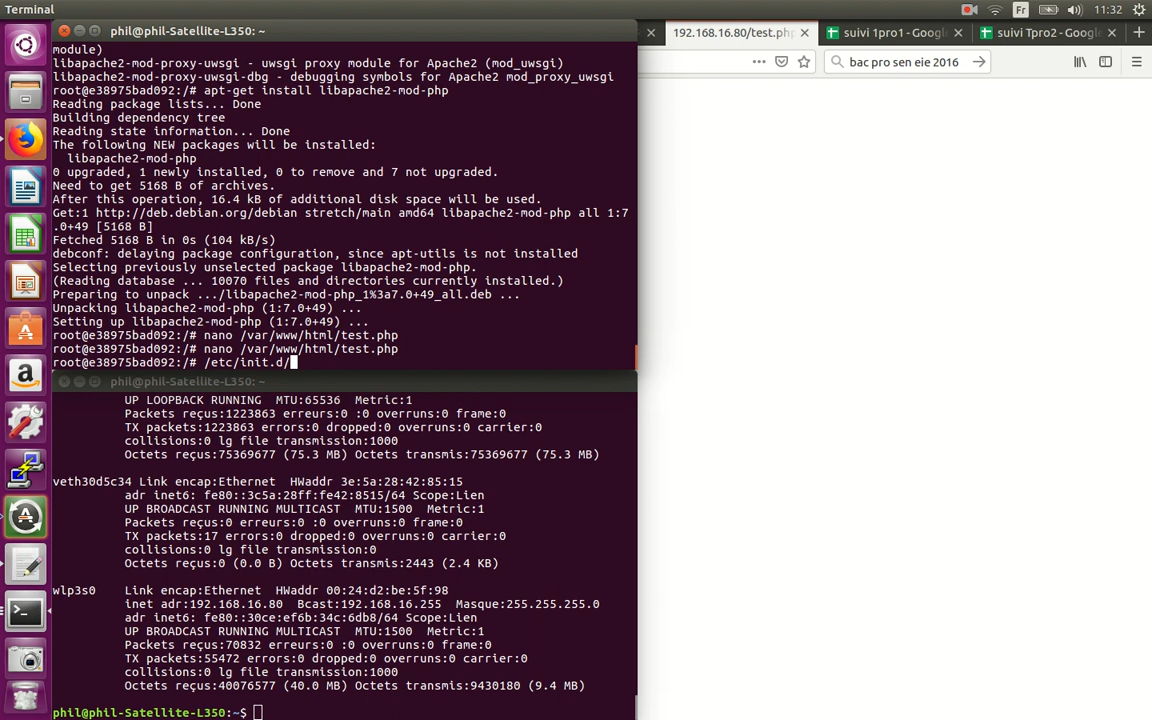 Terminal
Fr
11:32
phil@phil-Satellite-L350: ~
192.168.16.80/test.php
suivi 1pro1 - Google
suivi Tpro2 - Google
bac pro sen eie 2016
module)
libapache2-mod-proxy-uwsgi - uwsgi proxy module for Apache2 (mod_uwsgi)
libapache2-mod-proxy-uwsgi-dbg - debugging symbols for Apache2 mod_proxy_uwsgi
root@e38975bad092:/# apt-get install libapache2-mod-php
Reading package lists... Done
Building dependency tree
Reading state information... Done
The following NEW packages will be installed:
libapache2-mod-php
0 upgraded, 1 newly installed, 0 to remove and 7 not upgraded.
Need to get 5168 B of archives.
After this operation, 16.4 kB of additional disk space will be used.
Get:1 http://deb.debian.org/debian stretch/main amd64 libapache2-mod-php all 1:7
.0+49 [5168 B]
Fetched 5168 B in 0s (104 kB/s)
debconf: delaying package configuration, since apt-utils is not installed
Selecting previously unselected package libapache2-mod-php.
(Reading database ... 10070 files and directories currently installed.)
Preparing to unpack .../libapache2-mod-php_1%3a7.0+49_all.deb ...
Unpacking libapache2-mod-php (1:7.0+49) ...
Setting up libapache2-mod-php (1:7.0+49) ...
root@e38975bad092:/# nano /var/www/html/test.php
root@e38975bad092:/# nano /var/www/html/test.php
root@e38975bad092:/# /etc/init.d/
phil@phil-Satellite-L350: ~
UP LOOPBACK RUNNING  MTU:65536  Metric:1
Packets reçus:1223863 erreurs:0 :0 overruns:0 frame:0
TX packets:1223863 errors:0 dropped:0 overruns:0 carrier:0
collisions:0 lg file transmission:1000
Octets reçus:75369677 (75.3 MB) Octets transmis:75369677 (75.3 MB)
veth30d5c34 Link encap:Ethernet  HWaddr 3e:5a:28:42:85:15
adr inet6: fe80::3c5a:28ff:fe42:8515/64 Scope:Lien
UP BROADCAST RUNNING MULTICAST  MTU:1500  Metric:1
Packets reçus:0 erreurs:0 :0 overruns:0 frame:0
TX packets:17 errors:0 dropped:0 overruns:0 carrier:0
collisions:0 lg file transmission:0
Octets reçus:0 (0.0 B) Octets transmis:2443 (2.4 KB)
wlp3s0    Link encap:Ethernet  HWaddr 00:24:d2:be:5f:98
inet adr:192.168.16.80  Bcast:192.168.16.255  Masque:255.255.255.0
adr inet6: fe80::30ce:ef6b:34c:6db8/64 Scope:Lien
UP BROADCAST RUNNING MULTICAST  MTU:1500  Metric:1
Packets reçus:70832 erreurs:0 :0 overruns:0 frame:0
TX packets:55472 errors:0 dropped:0 overruns:0 carrier:0
collisions:0 lg file transmission:1000
Octets reçus:40076577 (40.0 MB) Octets transmis:9430180 (9.4 MB)
phil@phil-Satellite-L350:~$